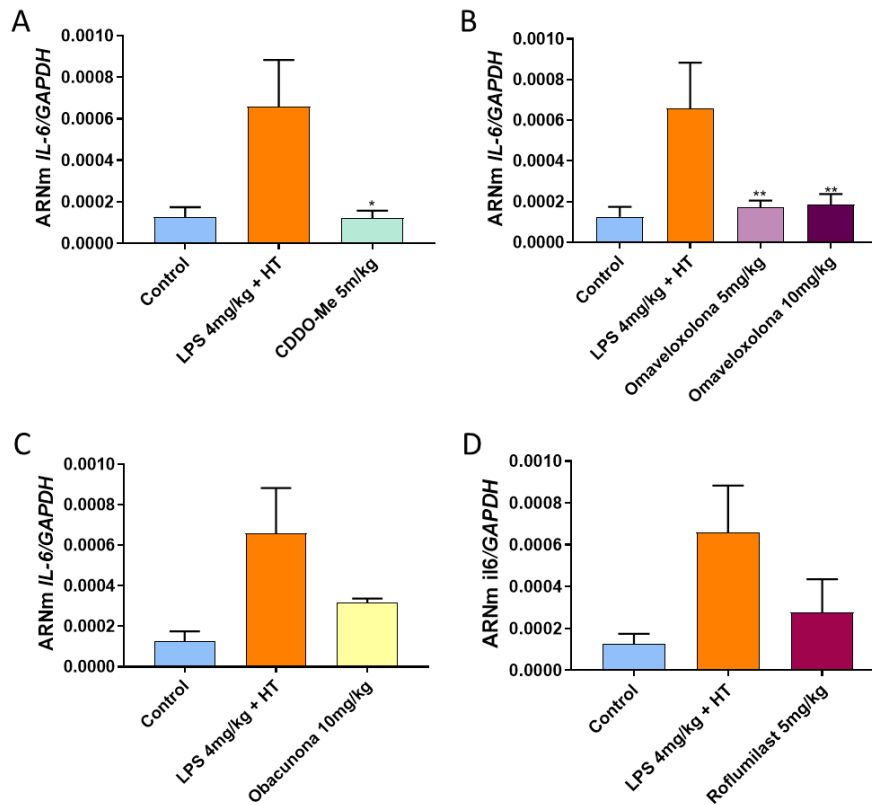 A
ARNm IL-6/GAPDH
0.0010
0.0008
0.0006
0.0004
0.0002
0.0000
*
Control
LPS 4mg/kg + HT
CDDO-Me 5m/kg
B
ARNm IL-6/GAPDH
0.0010
0.0008
0.0006
0.0004
0.0002
0.0000
**
**
Control
LPS 4mg/kg + HT
Omaveloxolona 5mg/kg
Omaveloxolona 10mg/kg
C
ARNm IL-6/GAPDH
0.0010
0.0008
0.0006
0.0004
0.0002
0.0000
Control
LPS 4mg/kg + HT
Obacunona 10mg/kg
D
ARNm il6/GAPDH
0.0010
0.0008
0.0006
0.0004
0.0002
0.0000
Control
LPS 4mg/kg + HT
Roflumilast 5mg/kg